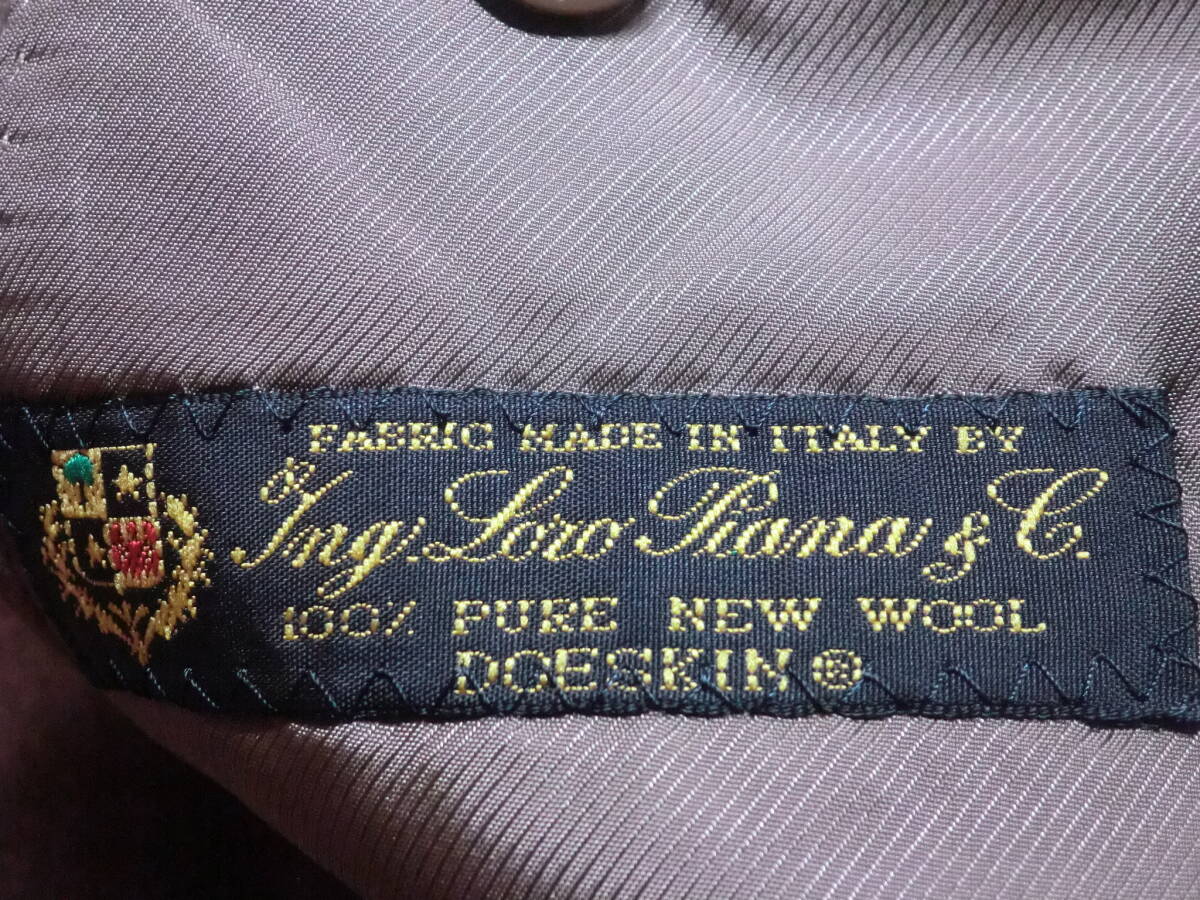 FABRIC MADE IN ITALY BY
Ing. Loro Piana & C.
100% PURE NEW WOOL
DOESKIN ®